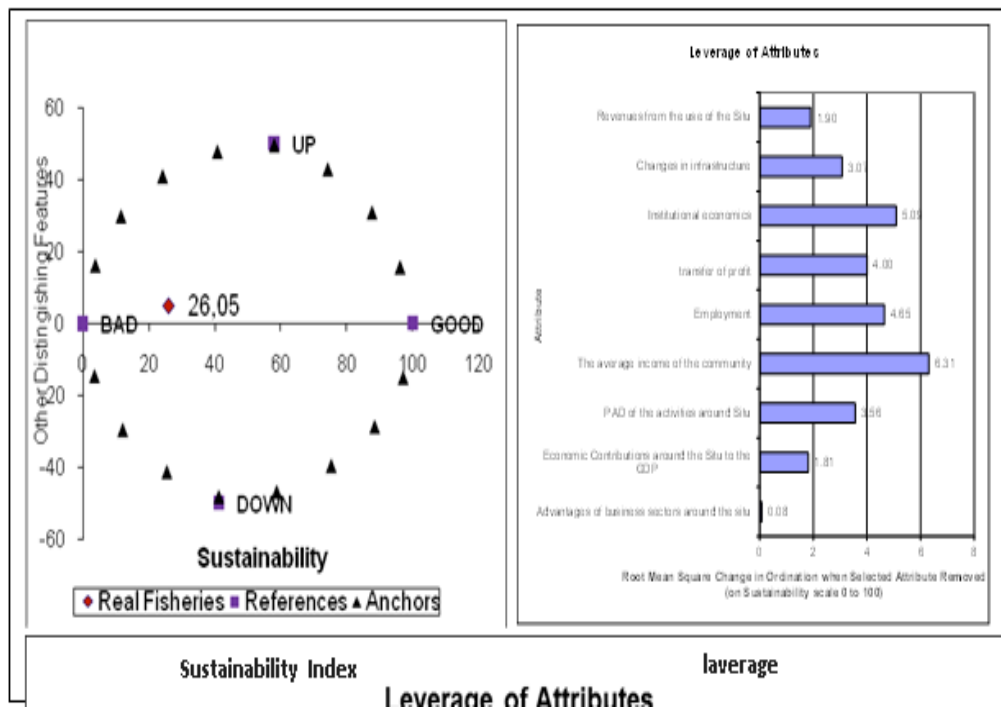 60
UP
40
20
26,05
0
BAD
GOOD
0
20
40
60
80
100
120
-20
-40
DOWN
-60
Other Distingishing Features
Sustainability
Real Fisheries
References
Anchors
Leverage of Attributes
Revenues from the use of the Situ
1.90
Changes in infrastructure
3.07
Institutional economics
5.09
transfer of profit
4.00
Employment
4.65
The average income of the community
6.31
PAD of the activities around Situ
3.56
Economic Contributions around the Situ to the
GDP
1.81
Advantages of business sectors around the situ
0.08
Attribute
0
2
4
6
8
Root Mean Square Change in Ordination when Selected Attribute Removed
(on Sustainability scale 0 to 100)
Sustainability Index
laverage
Leverage of Attributes